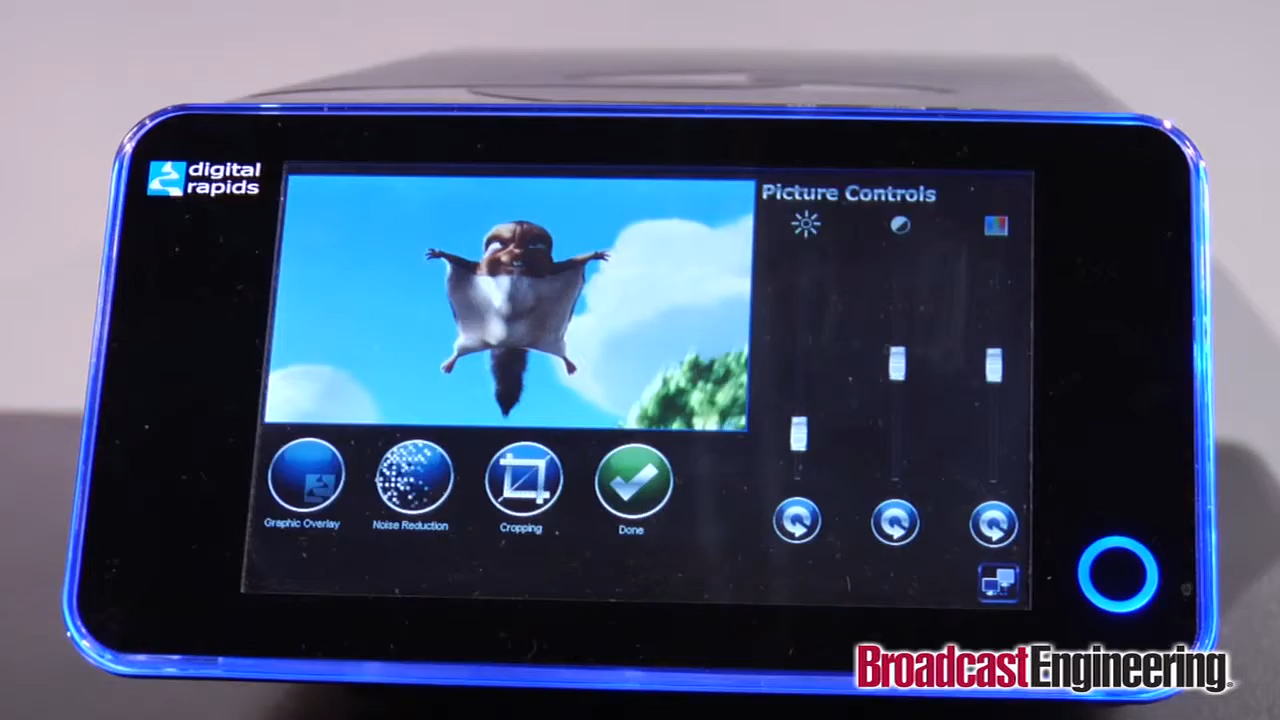 digital
rapids
Picture Controls
Graphic Overlay
Noise Reduction
Cropping
Done
BroadcastEngineering®